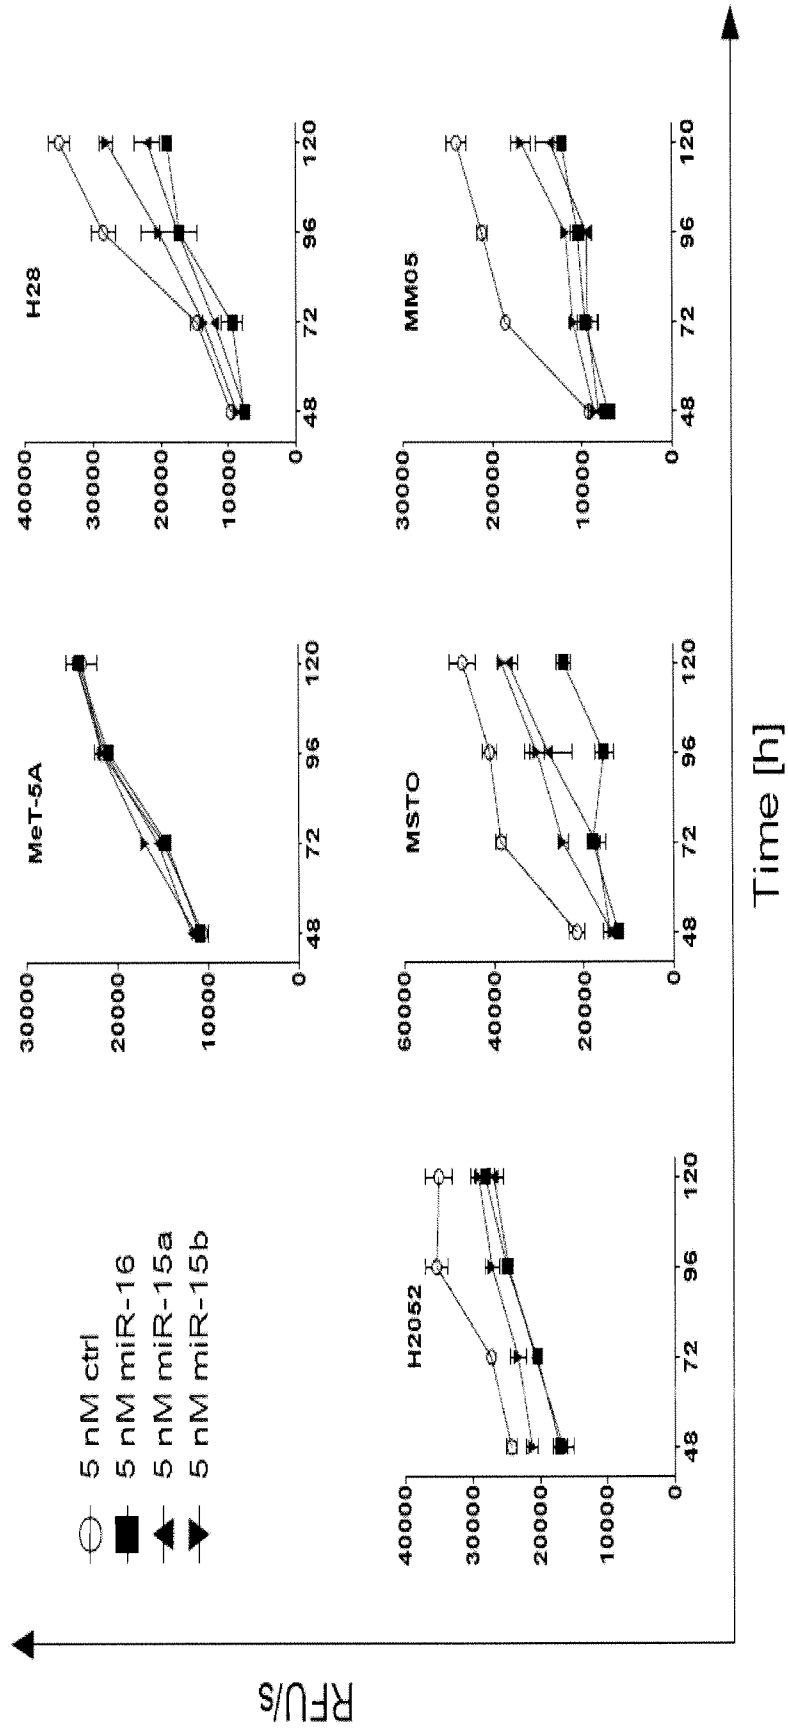 5 nM ctrl
5 nM miR-16
5 nM miR-15a
5 nM miR-15b
MeT-5A
30000
20000
10000
0
48 72 96 120
H28
40000
30000
20000
10000
0
48 72 96 120
H2052
40000
30000
20000
10000
0
48 72 96 120
MSTO
60000
40000
20000
0
48 72 96 120
MM05
30000
20000
10000
0
48 72 96 120
RFU/s
Time [h]